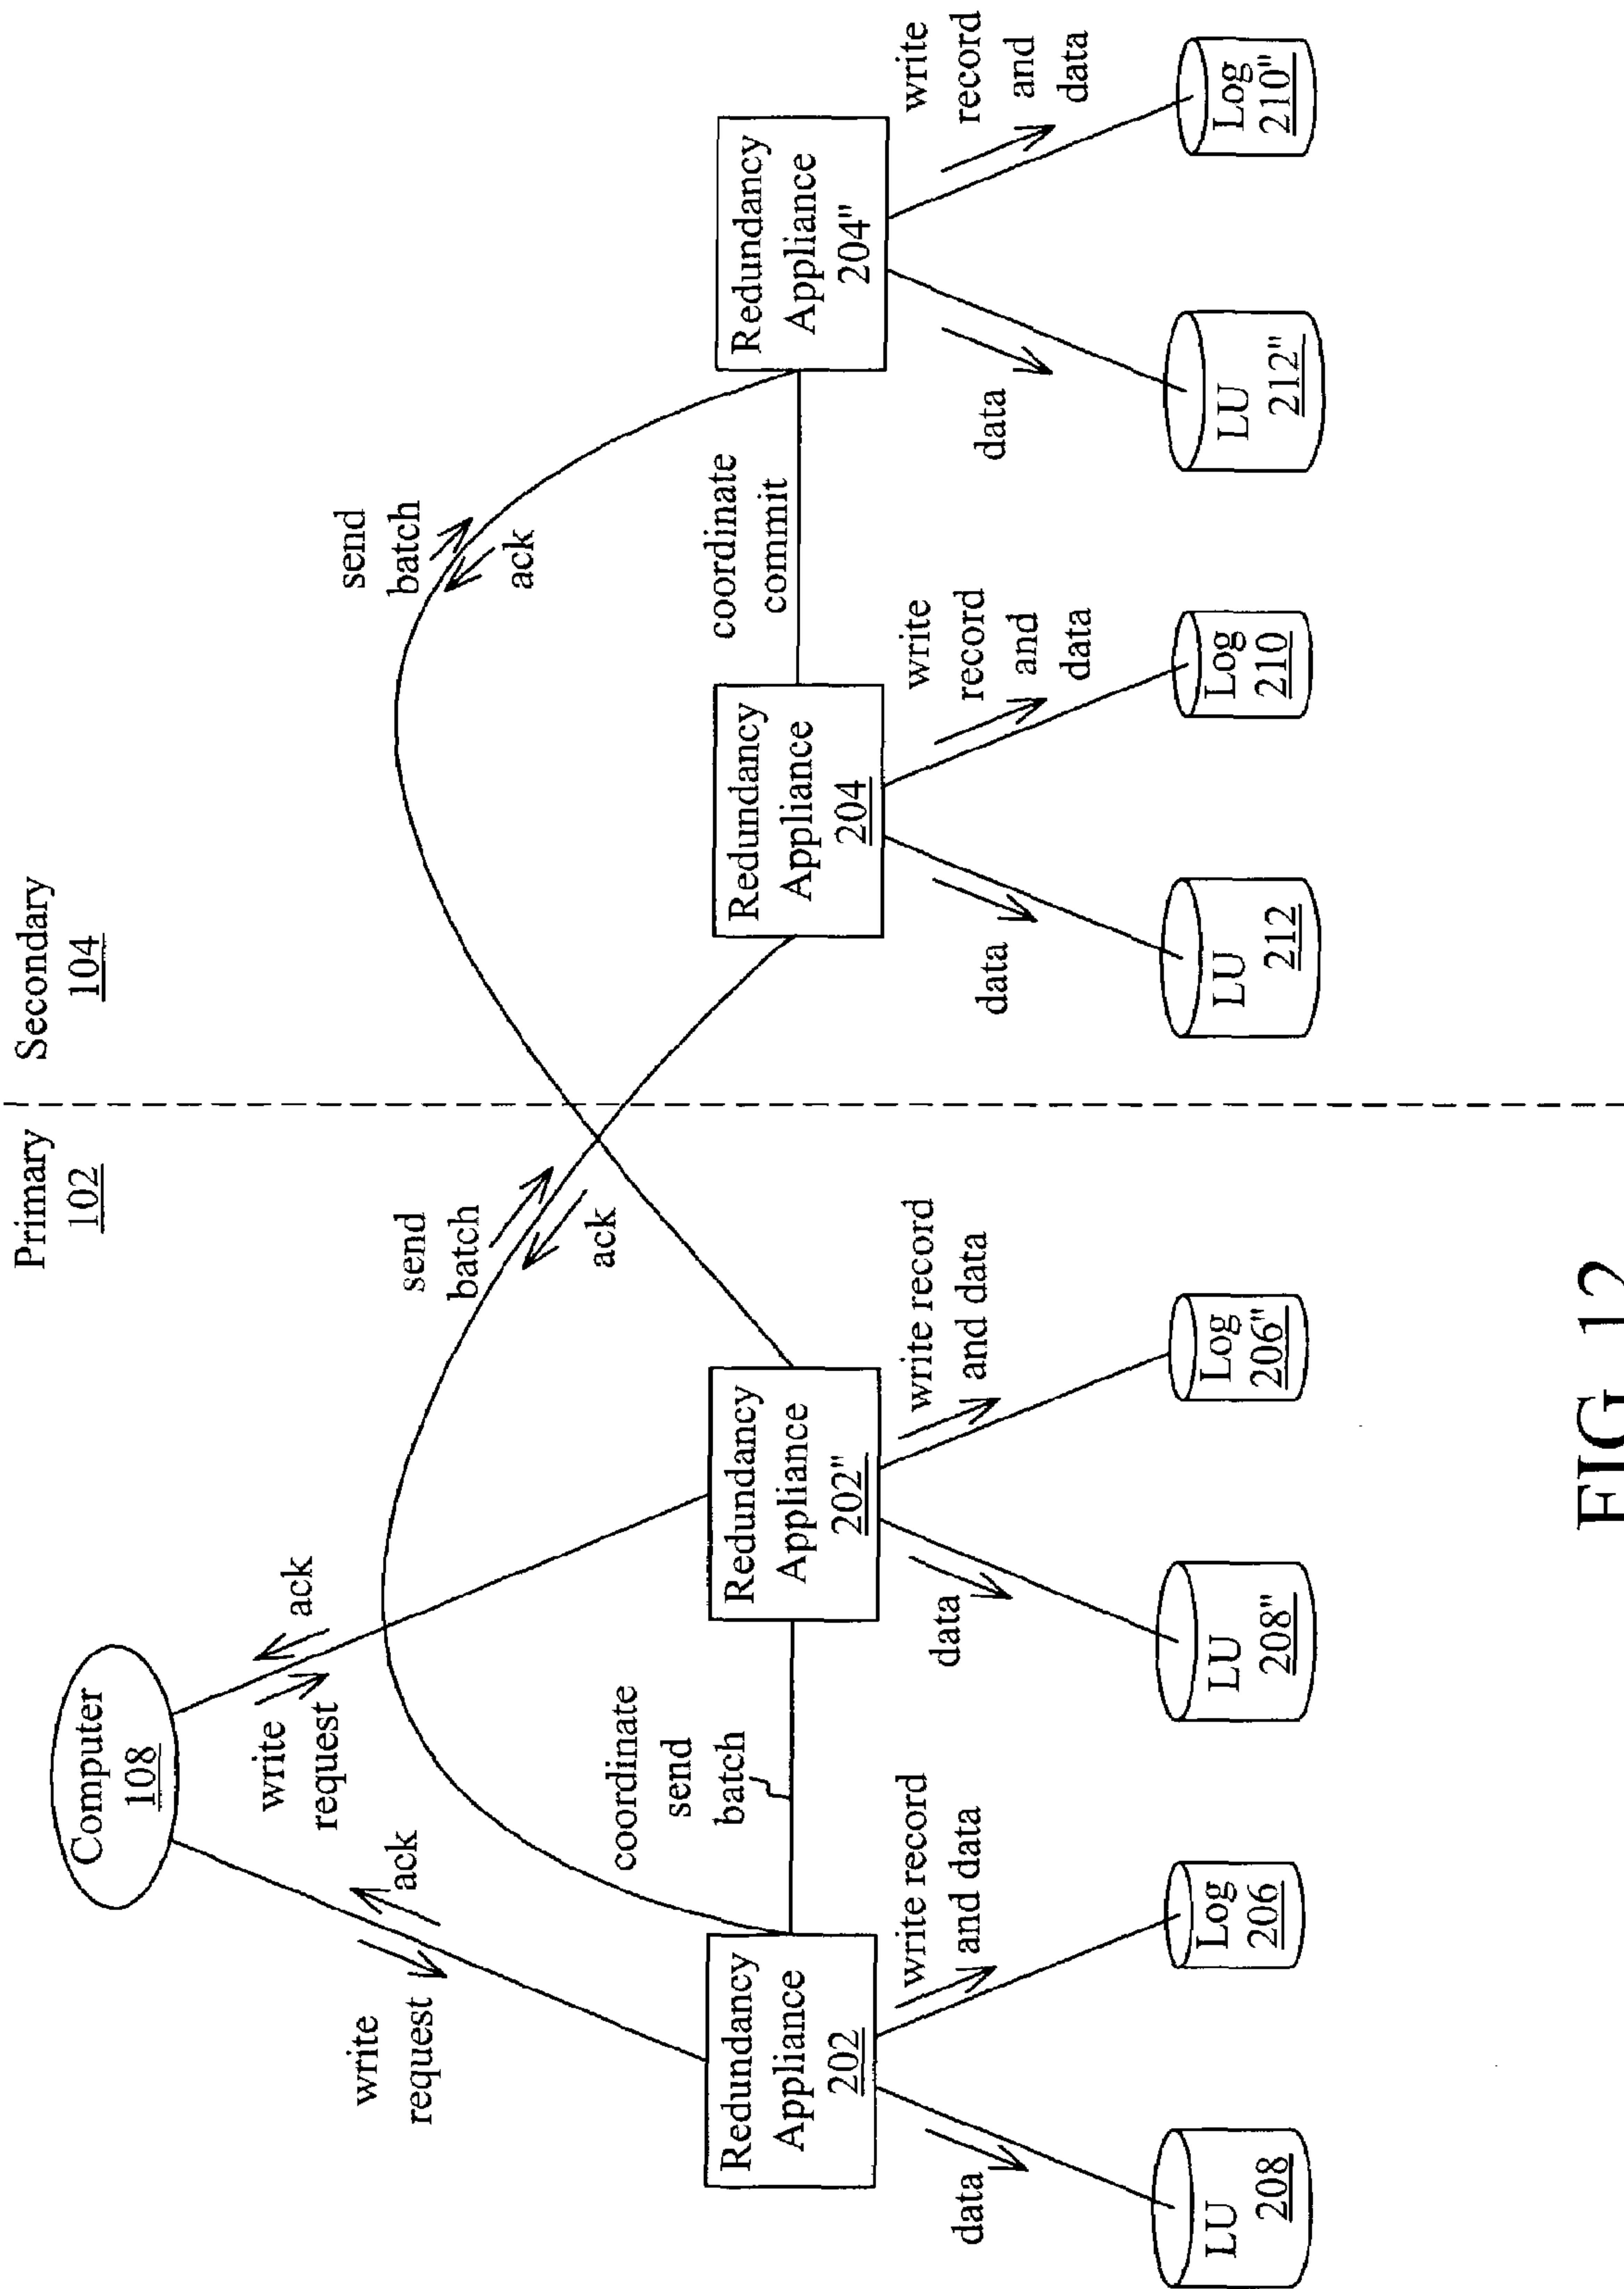 Primary
102
Secondary
104
Computer
108
write
request
ack
write
request
ack
send
batch
ack
send
batch
ack
coordinate
send
batch
coordinate
commit
Redundancy
Appliance
202
Redundancy
Appliance
202"
Redundancy
Appliance
204
Redundancy
Appliance
204"
data
write record
and data
data
write record
and data
data
write
record
and
data
data
write
record
and
data
LU
208
Log
206
LU
208"
Log
206"
LU
212
Log
210
LU
212"
Log
210"
FIG. 12